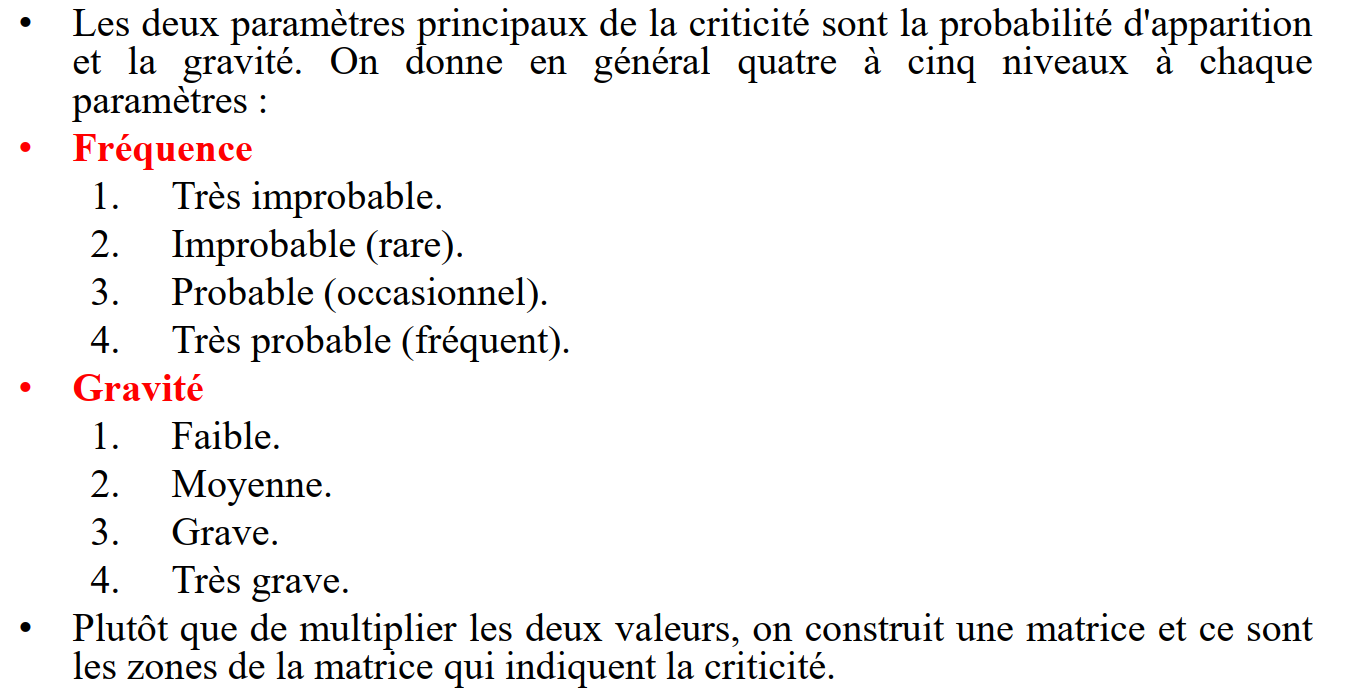 • Les deux paramètres principaux de la criticité sont la probabilité d'apparition
et la gravité. On donne en général quatre à cinq niveaux à chaque
paramètres :
• Fréquence
1. Très improbable.
2. Improbable (rare).
3. Probable (occasionnel).
4. Très probable (fréquent).
• Gravité
1. Faible.
2. Moyenne.
3. Grave.
4. Très grave.
• Plutôt que de multiplier les deux valeurs, on construit une matrice et ce sont
les zones de la matrice qui indiquent la criticité.